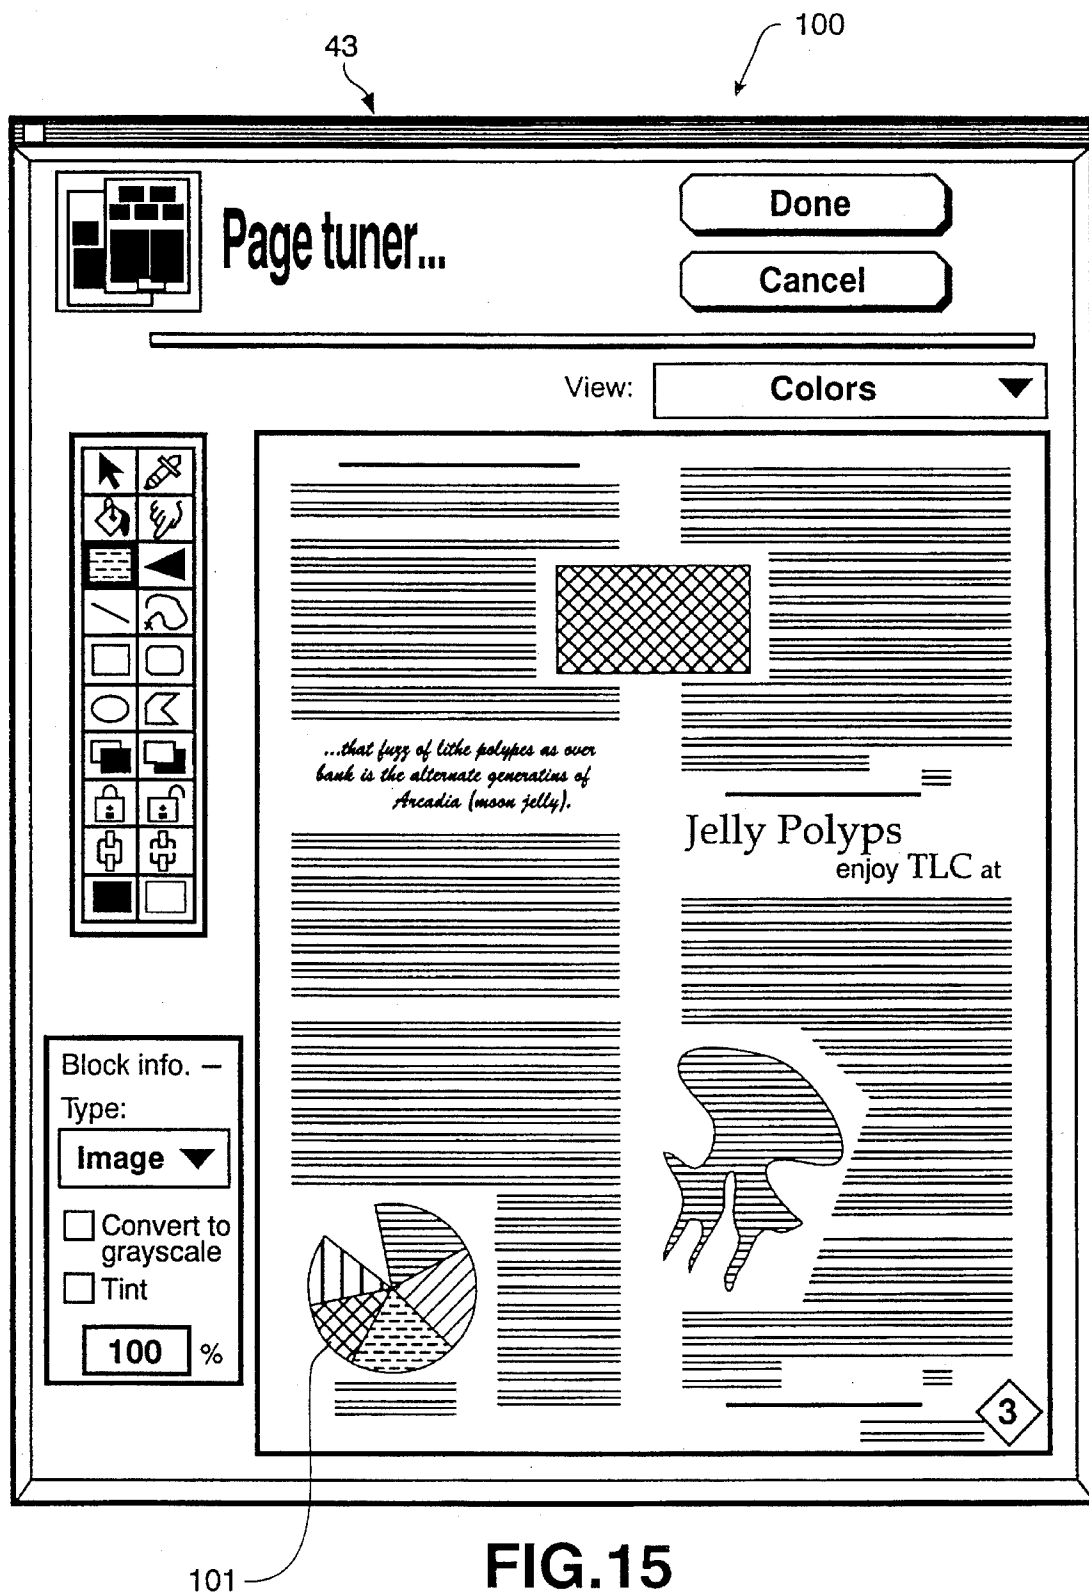 43
100
Page tuner...
Done
Cancel
View:
Colors
...that fuzz of lithe polypes as over
bank is the alternate generatins of
Arcadia (moon jelly).
Jelly Polyps
enjoy TLC at
Block info. –
Type:
Image
Convert to
grayscale
Tint
100 %
3
101
FIG.15